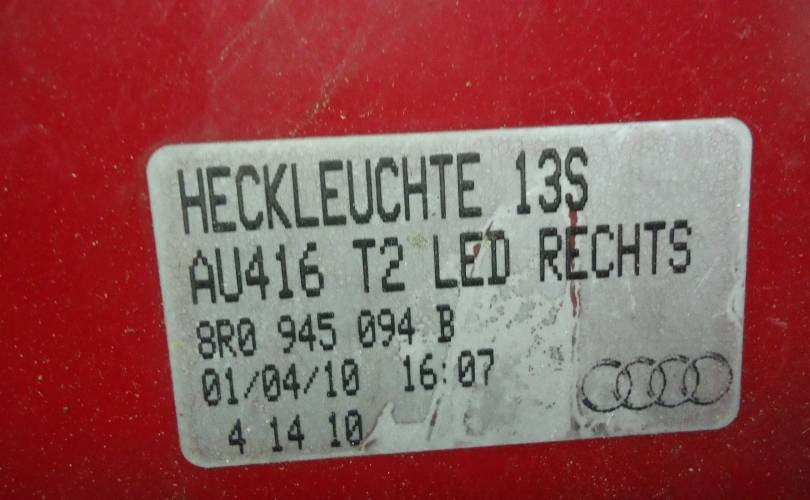 HECKLEUCHTE 13S
AU416 T2 LED RECHTS
8R0 945 094 B
01/04/10 16:07
4 14 10